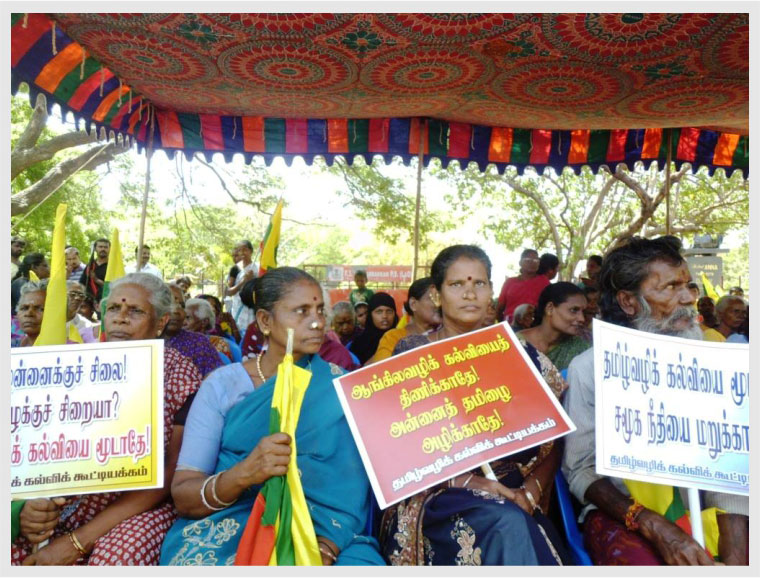 ன்னைக்குச் சிலை!
ழுக்குச் சிறையா?
க் கல்வியை மூடாதே!
க் கல்விக் கூட்டியக்கம்
ஆங்கிலவழிக் கல்வியைத்
திணிக்காதே!
அன்னைத் தமிழை
அழிக்காதே!
தமிழ்வழிக் கல்விக் கூட்டியக்கம்
தமிழ்வழிக் கல்வியை மூ
சமூக நீதியை மறுக்கா
தமிழ்வழிக் கல்விக் கூட்டியக்